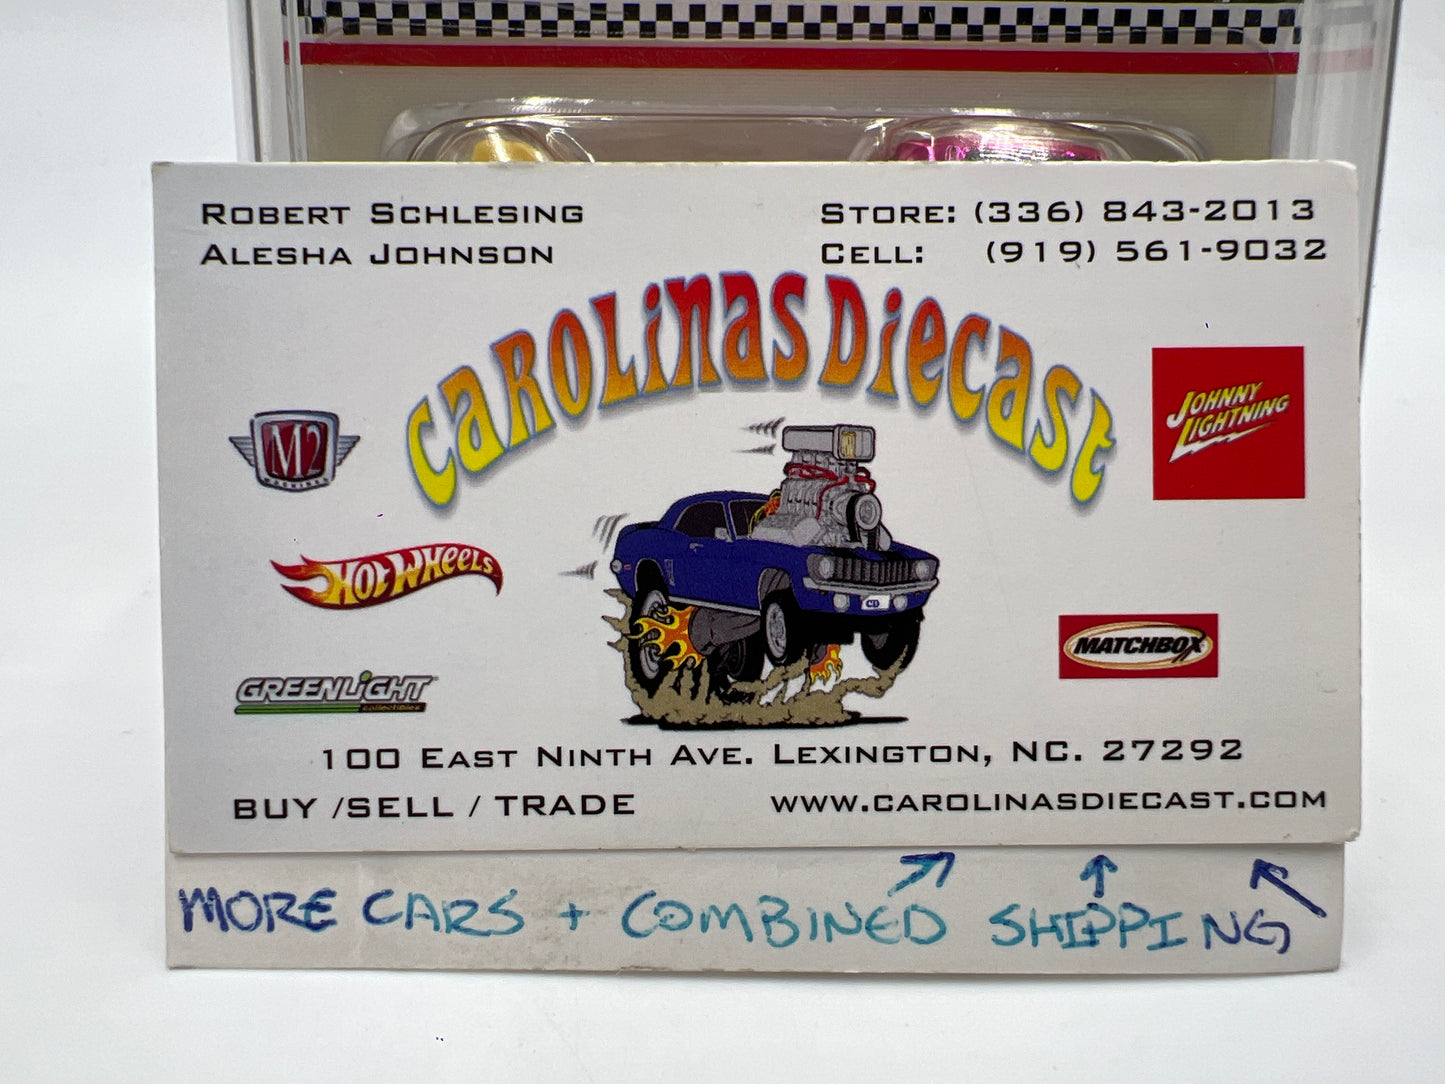 ROBERT SCHLESING
ALESHA JOHNSON
STORE: (336) 843-2013
CELL: (919) 561-9032
CAROLiNAS DiECAST
M2
MACHINES
HOT WHEELS
GREENLiGHT
collectibles
JOHNNY
LIGHTNING
MATCHBOX
100 EAST NINTH AVE. LEXINGTON, NC. 27292
BUY /SELL / TRADE
WWW.CAROLINASDIECAST.COM
MORE CARS + COMBINED SHIPPING